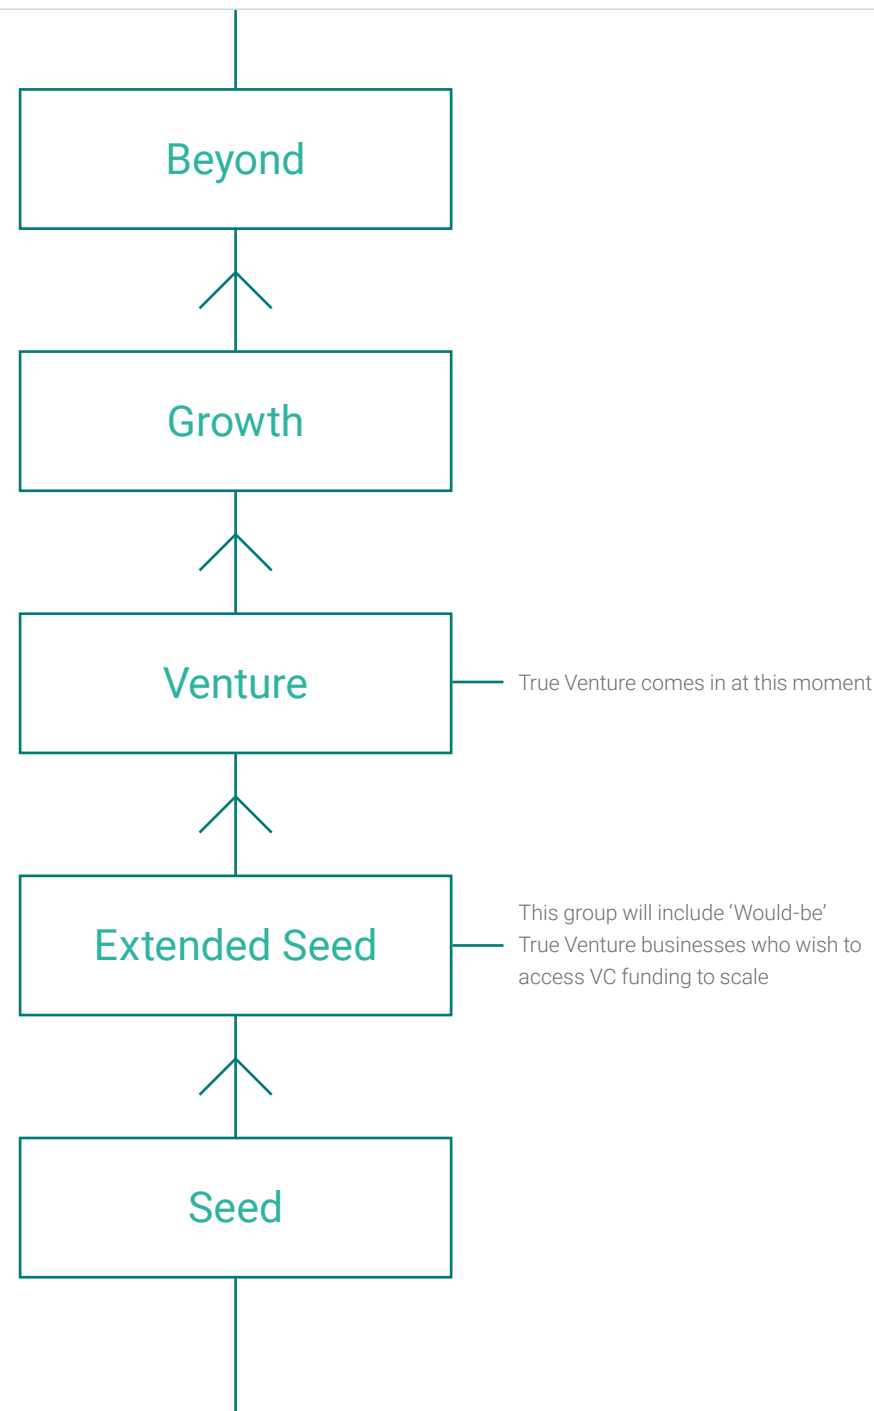 Beyond
Growth
Venture
True Venture comes in at this moment
Extended Seed
This group will include ‘Would-be’
True Venture businesses who wish to
access VC funding to scale
Seed